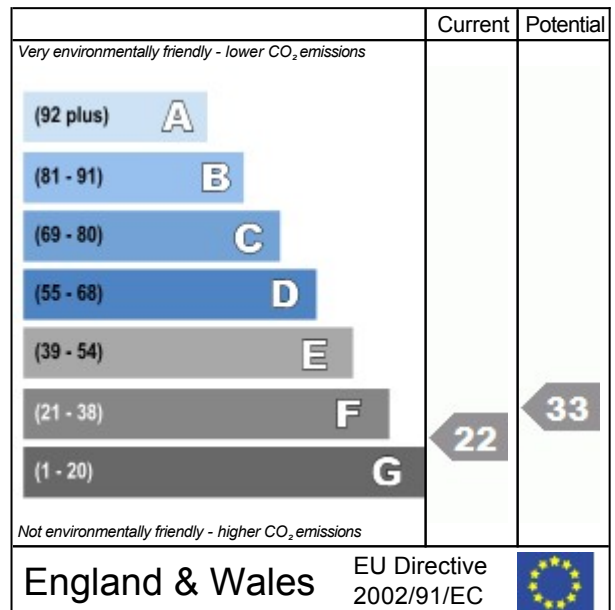 Current Potential
Very environmentally friendly - lower CO₂ emissions
(92 plus) A
(81 - 91) B
(69 - 80) C
(55 - 68) D
(39 - 54) E
(21 - 38) F
33
22
(1 - 20) G
Not environmentally friendly - higher CO₂ emissions
England & Wales
EU Directive
2002/91/EC